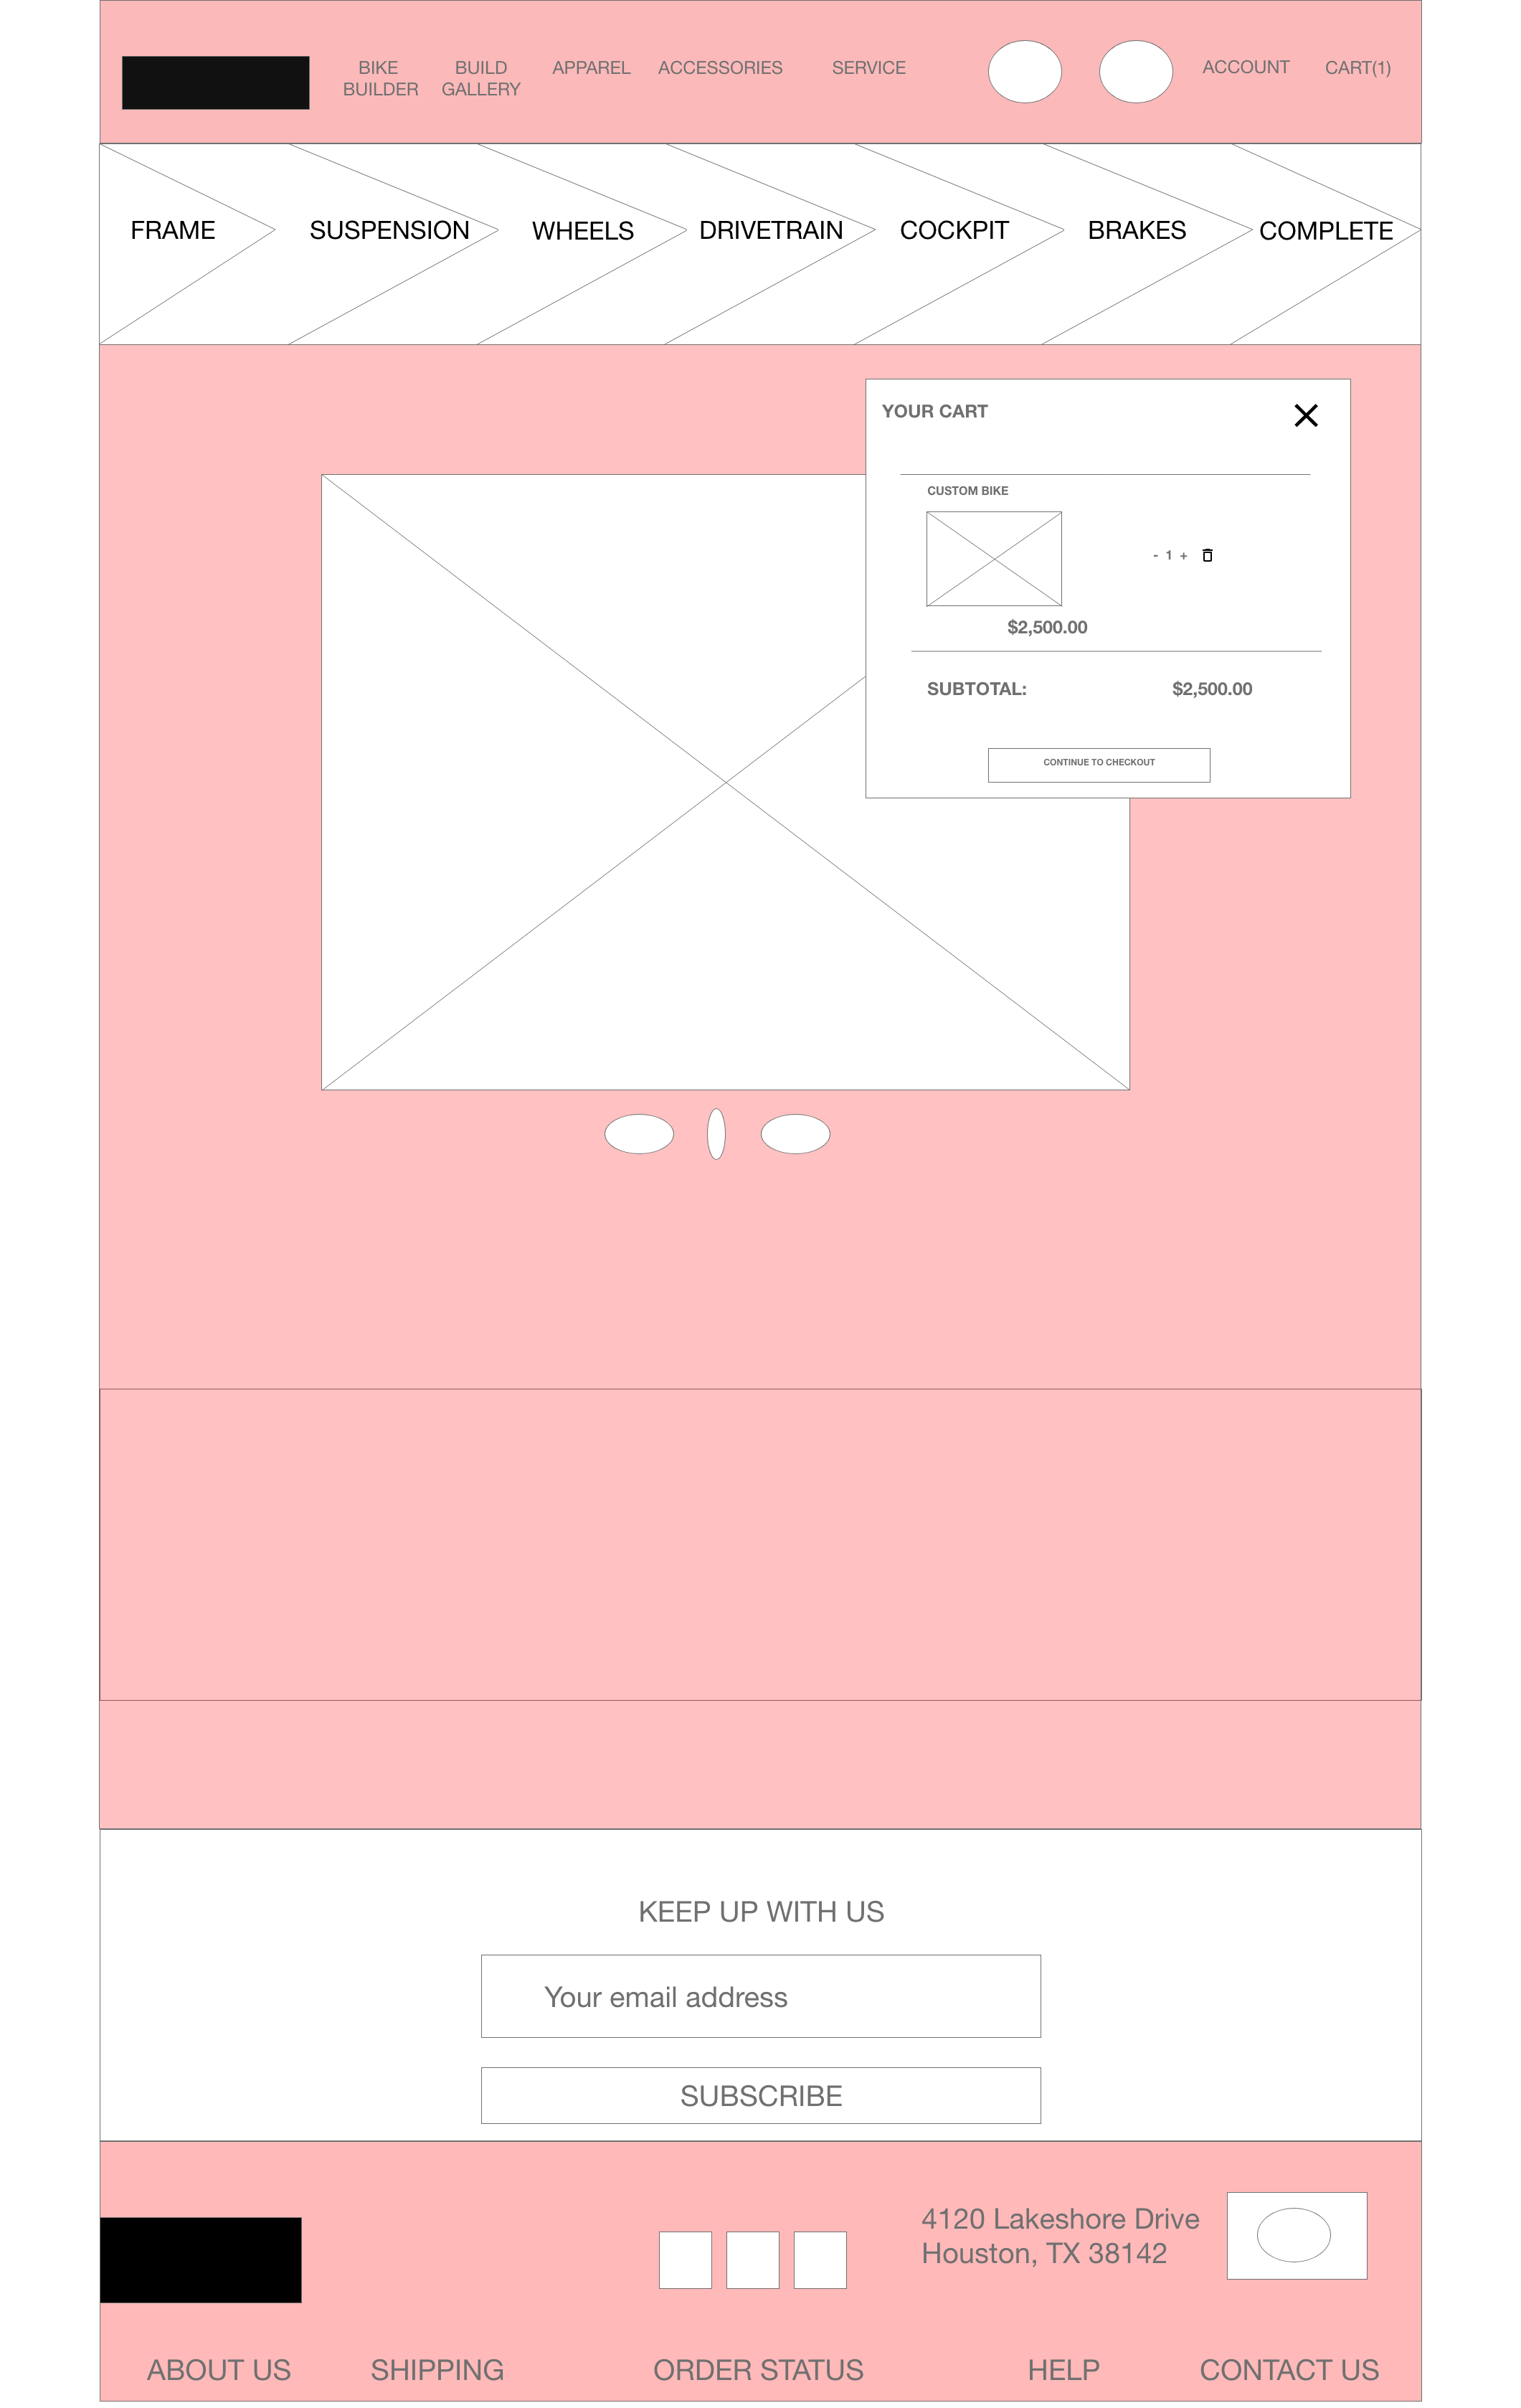 BIKE BUILD APPAREL ACCESSORIES SERVICE ACCOUNT CART(1)
BUILDER GALLERY
FRAME SUSPENSION WHEELS DRIVETRAIN COCKPIT BRAKES COMPLETE
YOUR CART
CUSTOM BIKE
- 1 +
$2,500.00
SUBTOTAL: $2,500.00
CONTINUE TO CHECKOUT
KEEP UP WITH US
Your email address
SUBSCRIBE
4120 Lakeshore Drive
Houston, TX 38142
ABOUT US SHIPPING ORDER STATUS HELP CONTACT US